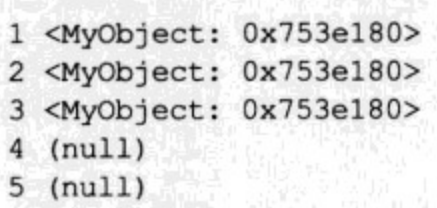 1 <MyObject: 0x753e180>
2 <MyObject: 0x753e180>
3 <MyObject: 0x753e180>
4 (null)
5 (null)